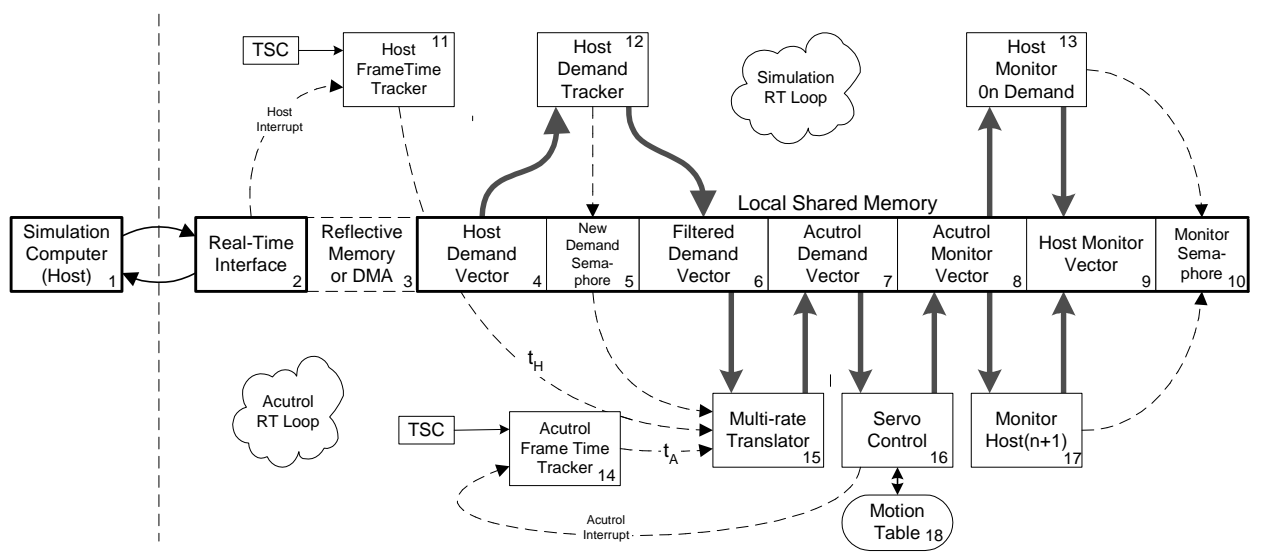 TSC
Host
FrameTime
Tracker
11
Host
Demand
Tracker
12
Simulation
RT Loop
Host
Monitor
0n Demand
13
Host
Interrupt
Local Shared Memory
Simulation
Computer
(Host)
1
Real-Time
Interface
2
Reflective
Memory
or DMA
3
Host
Demand
Vector
4
New
Demand
Sema-
phore
5
Filtered
Demand
Vector
6
Acutrol
Demand
Vector
7
Acutrol
Monitor
Vector
8
Host Monitor
Vector
9
Monitor
Sema-
phore
10
tH
Acutrol
RT Loop
TSC
Acutrol
Frame Time
Tracker
14
tA
Multi-rate
Translator
15
Servo
Control
16
Monitor
Host(n+1)
17
Acutrol
Interrupt
Motion
Table
18